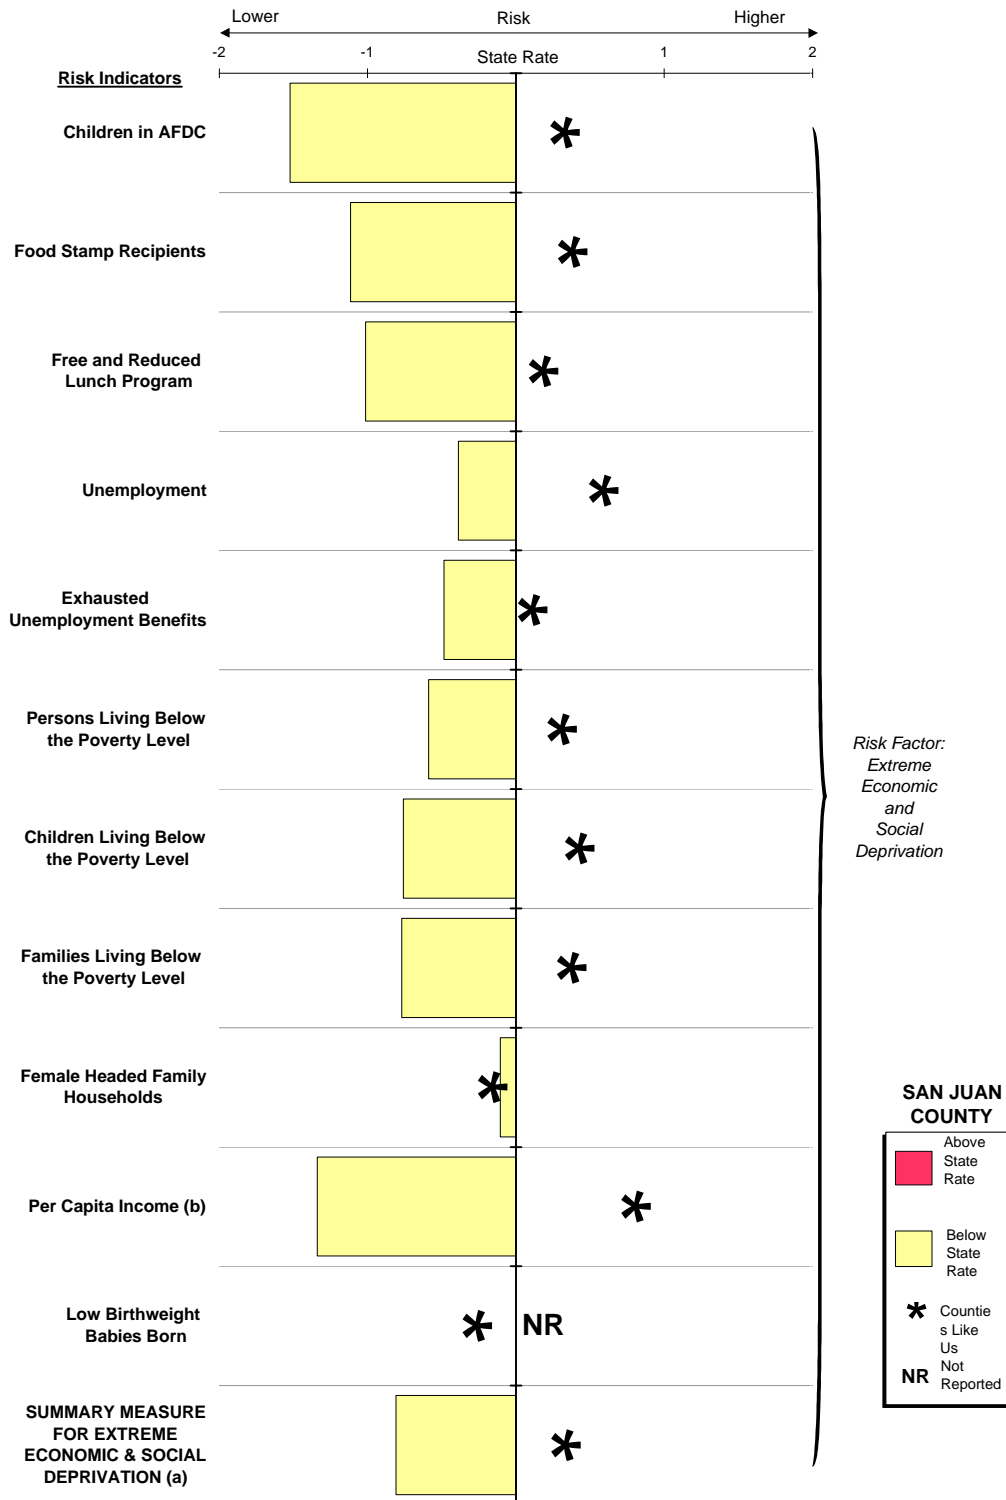 Lower Risk Higher
-2 -1 State Rate 1 2
Risk Indicators
Children in AFDC
*
Food Stamp Recipients
*
Free and Reduced
Lunch Program
*
Unemployment
*
Exhausted
Unemployment Benefits
*
Persons Living Below
the Poverty Level
*
Children Living Below
the Poverty Level
*
Families Living Below
the Poverty Level
*
Female Headed Family
Households
*
Per Capita Income (b)
*
Low Birthweight
Babies Born
* NR
SUMMARY MEASURE
FOR EXTREME
ECONOMIC & SOCIAL
DEPRIVATION (a)
*
Risk Factor:
Extreme
Economic
and
Social
Deprivation
SAN JUAN
COUNTY
Above
State
Rate
Below
State
Rate
* Countie
s Like
Us
NR Not
Reported